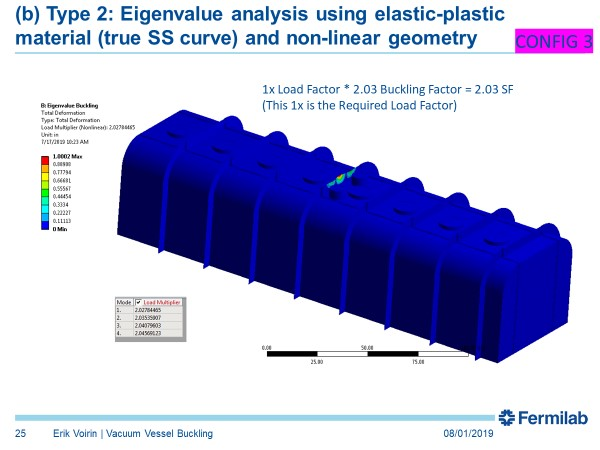 (b) Type 2: Eigenvalue analysis using elastic-plastic
material (true SS curve) and non-linear geometry
CONFIG 3
1x Load Factor * 2.03 Buckling Factor = 2.03 SF
(This 1x is the Required Load Factor)
B: Eigenvalue Buckling
Total Deformation
Type: Total Deformation
Load Multiplier (Nonlinear): 2.02784465
Unit: in
7/17/2019 10:23 AM
1.0002 Max
0.88908
0.77794
0.66681
0.55567
0.44454
0.3334
0.22227
0.11113
0 Min
Mode Load Multiplier
1. 2.02784465
2. 2.03535907
3. 2.04079603
4. 2.04569123
0.00 50.00
25.00 75.00
Fermilab
25 Erik Voirin | Vacuum Vessel Buckling 08/01/2019